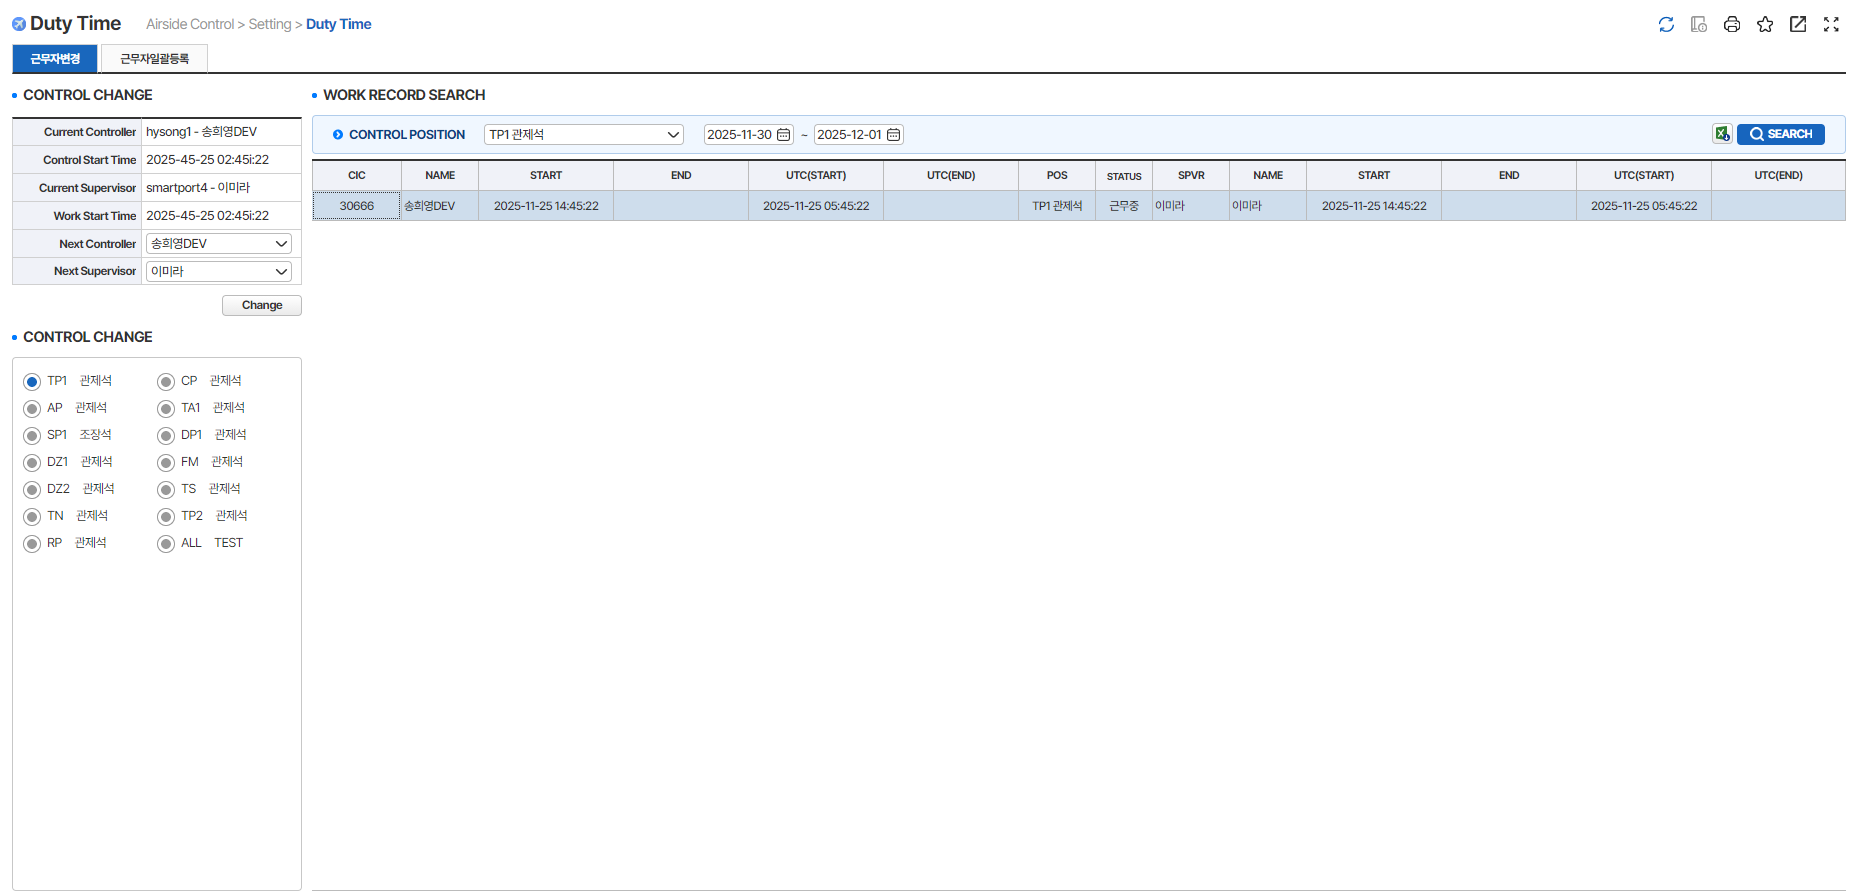 Duty Time Airside Control > Setting > Duty Time
근무자변경 근무자일괄등록
CONTROL CHANGE
Current Controller hysong1 - 송희영DEV
Control Start Time 2025-45-25 02:45i:22
Current Supervisor smartport4 - 이미라
Work Start Time 2025-45-25 02:45i:22
Next Controller 송희영DEV
Next Supervisor 이미라
Change
CONTROL CHANGE
TP1 관제석 CP 관제석
AP 관제석 TA1 관제석
SP1 조장석 DP1 관제석
DZ1 관제석 FM 관제석
DZ2 관제석 TS 관제석
TN 관제석 TP2 관제석
RP 관제석 ALL TEST
WORK RECORD SEARCH
CONTROL POSITION TP1 관제석 2025-11-30 ~ 2025-12-01 SEARCH
CIC NAME START END UTC(START) UTC(END) POS STATUS SPVR NAME START END UTC(START) UTC(END)
30666 송희영DEV 2025-11-25 14:45:22 2025-11-25 05:45:22 TP1 관제석 근무중 이미라 이미라 2025-11-25 14:45:22 2025-11-25 05:45:22